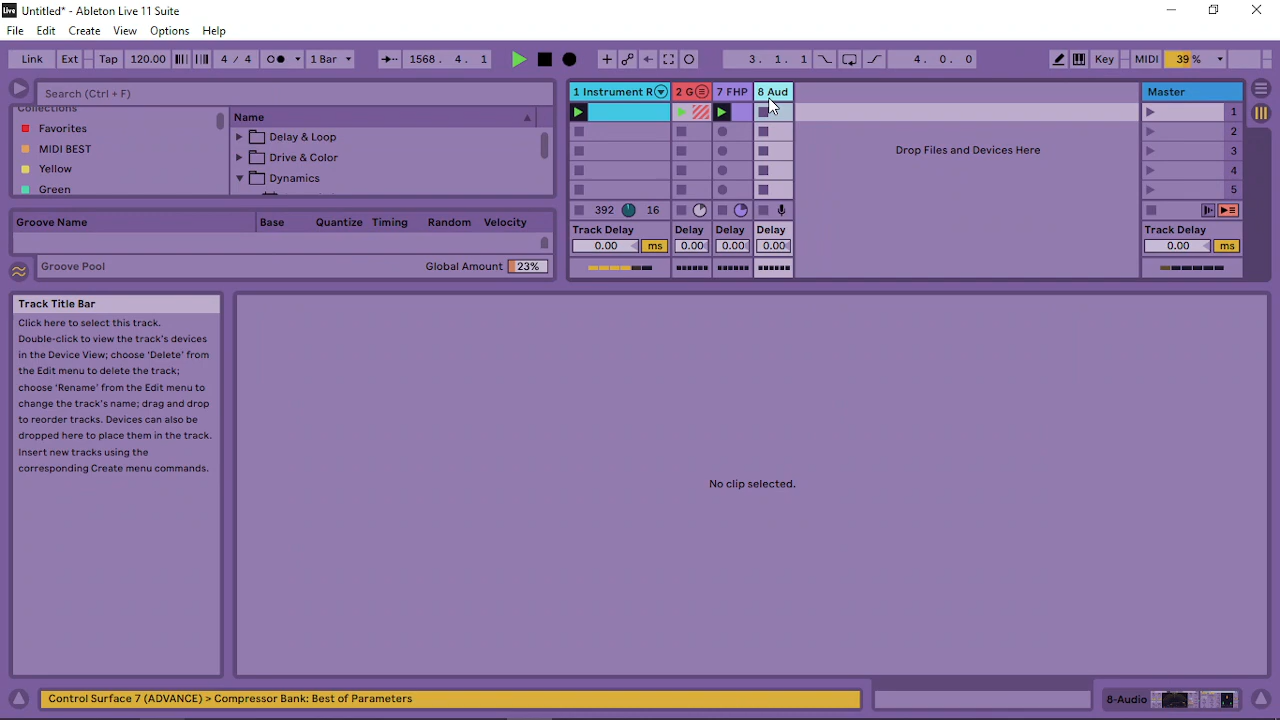 Live Untitled* - Ableton Live 11 Suite
File Edit Create View Options Help
Link Ext Tap 120.00 4 / 4 1 Bar 1568. 4. 1 3. 1. 1 4. 0. 0 Key MIDI 39 %
Search (Ctrl + F)
Collections
Favorites
MIDI BEST
Yellow
Green
Name
Delay & Loop
Drive & Color
Dynamics
Groove Name Base Quantize Timing Random Velocity
Groove Pool Global Amount 23%
1 Instrument R 2 G 7 FHP 8 Aud Master
1
2
Drop Files and Devices Here 3
4
5
392 16
Track Delay Delay Delay Delay Track Delay
0.00 ms 0.00 0.00 0.00 0.00 ms
Track Title Bar
Click here to select this track.
Double-click to view the track's devices
in the Device View; choose 'Delete' from
the Edit menu to delete the track;
choose 'Rename' from the Edit menu to
change the track's name; drag and drop
to reorder tracks. Devices can also be
dropped here to place them in the track.
Insert new tracks using the
corresponding Create menu commands.
No clip selected.
Control Surface 7 (ADVANCE) > Compressor Bank: Best of Parameters
8-Audio